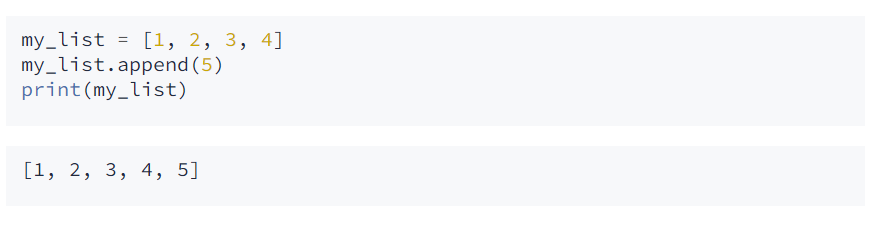 my_list = [1, 2, 3, 4]
my_list.append(5)
print(my_list)
[1, 2, 3, 4, 5]